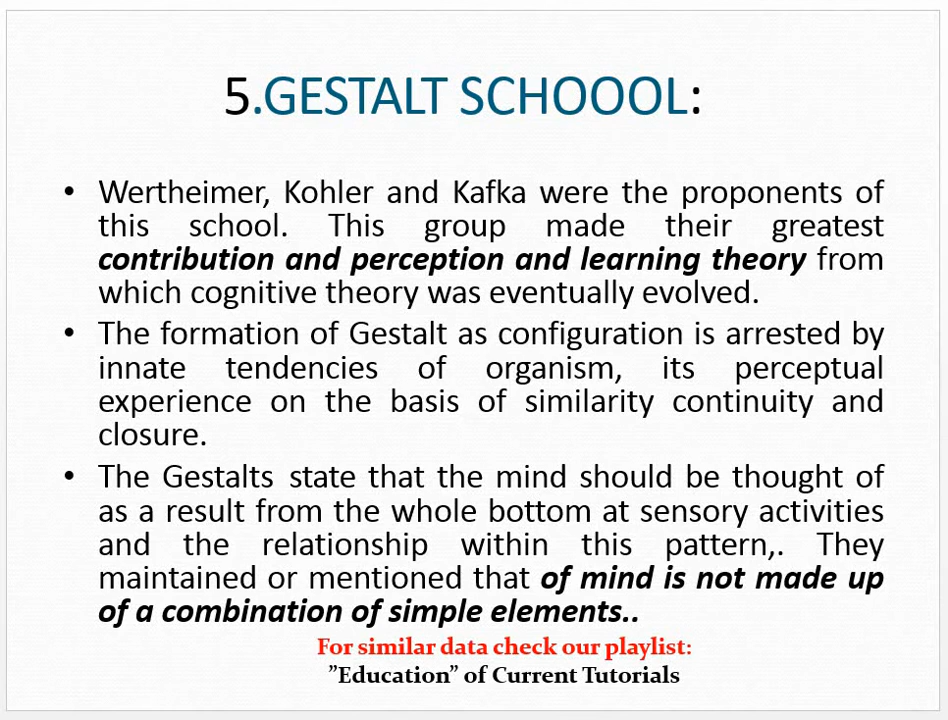 5.GESTALT SCHOOOL:
• Wertheimer, Kohler and Kafka were the proponents of
this school. This group made their greatest
contribution and perception and learning theory from
which cognitive theory was eventually evolved.
• The formation of Gestalt as configuration is arrested by
innate tendencies of organism, its perceptual
experience on the basis of similarity continuity and
closure.
• The Gestalts state that the mind should be thought of
as a result from the whole bottom at sensory activities
and the relationship within this pattern,. They
maintained or mentioned that of mind is not made up
of a combination of simple elements..
For similar data check our playlist:
”Education” of Current Tutorials